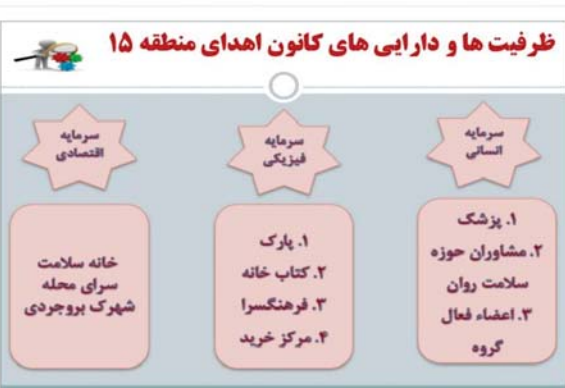 ظرفیت ها و دارایی های کانون اهدای منطقه ۱۵
سرمایه
انسانی
سرمایه
فیزیکی
سرمایه
اقتصادی
۱. پزشک
۲. مشاوران حوزه
سلامت روان
۳. اعضاء فعال
گروه
۱. پارک
۲. کتاب خانه
۳. فرهنگسرا
۴. مرکز خرید
خانه سلامت
سرای محله
شهرک بروجردی